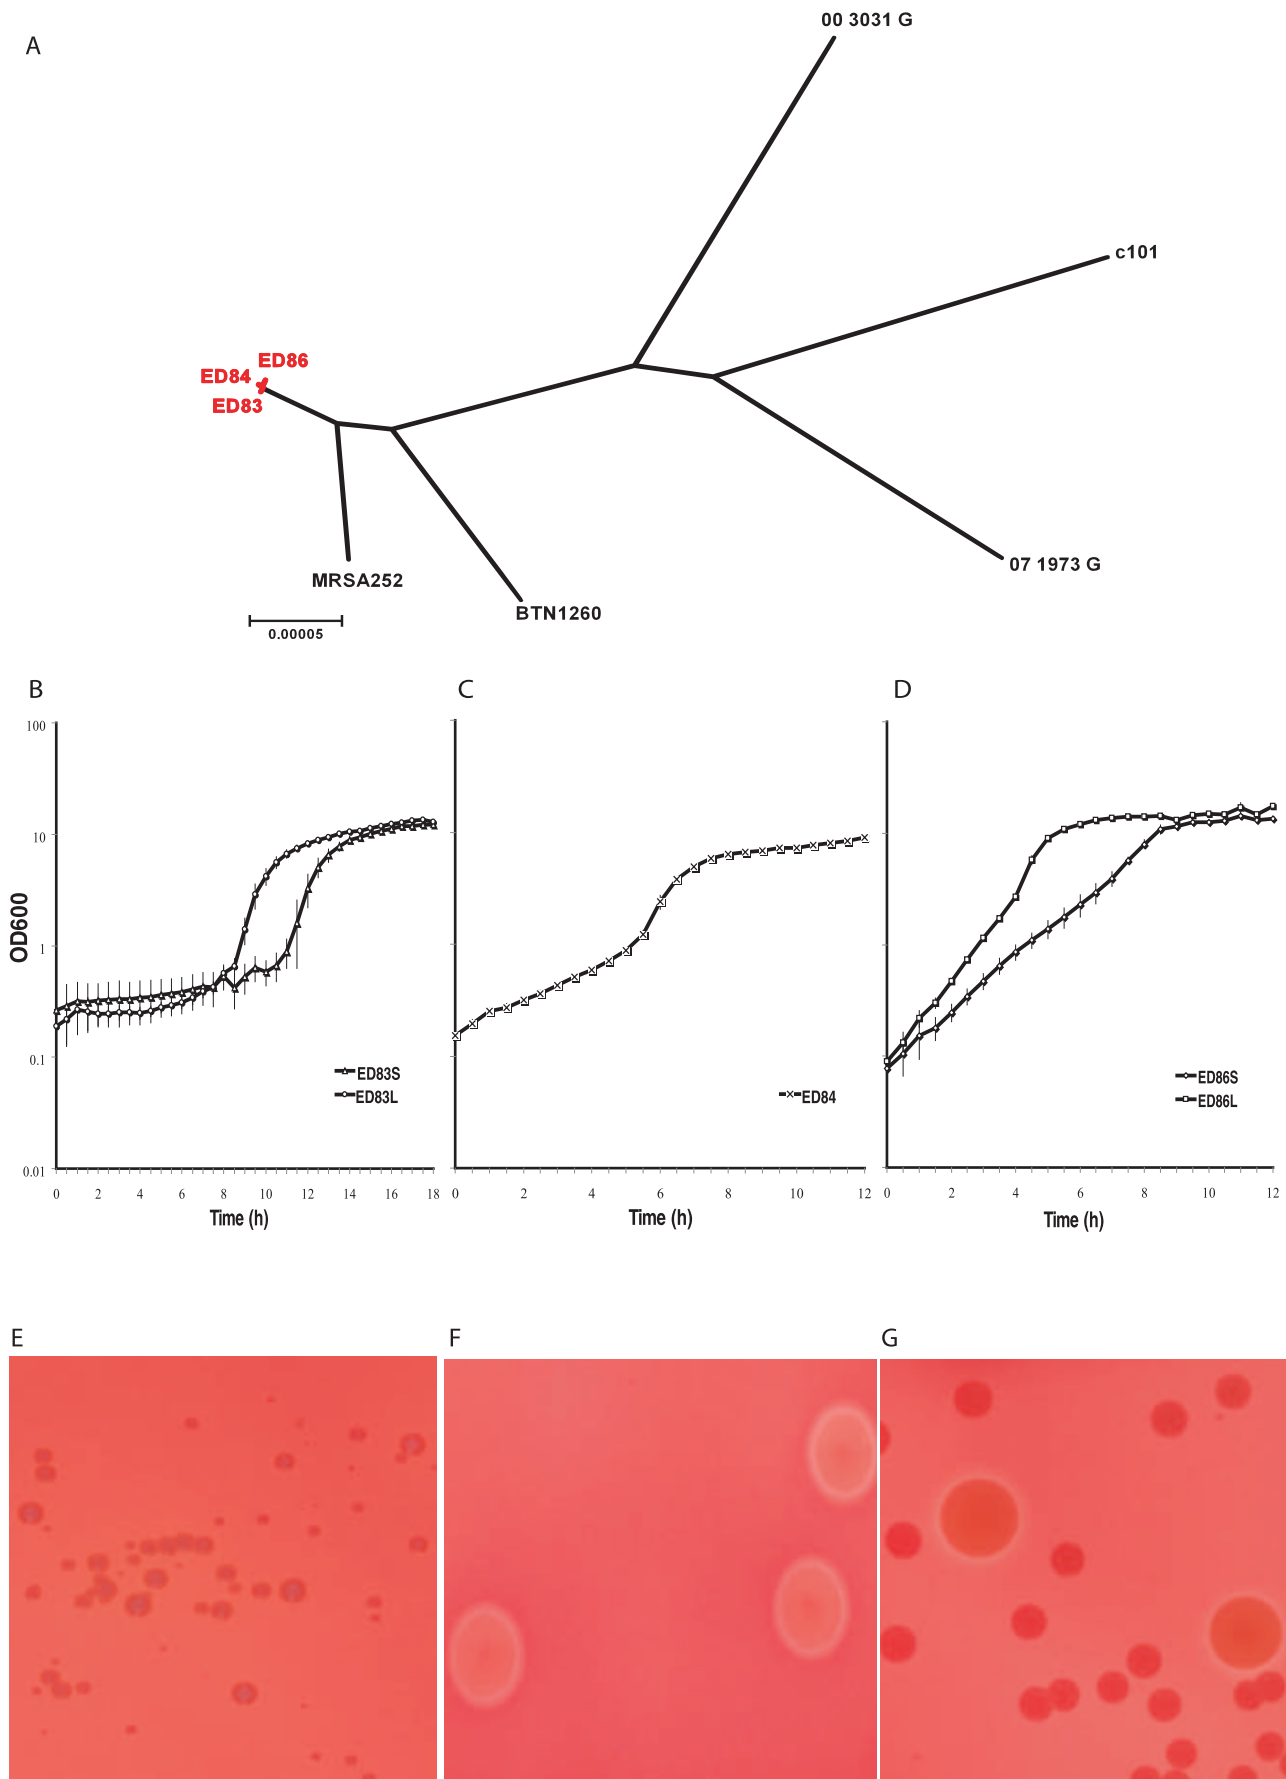 A
00 3031 G
c101
ED86
ED84
ED83
07 1973 G
MRSA252
BTN1260
0.00005
B
C
D
100
10
1
0.1
0.01
OD600
ED83S
ED83L
ED84
ED86S
ED86L
0 2 4 6 8 10 12 14 16 18
0 2 4 6 8 10 12
0 2 4 6 8 10 12
Time (h)
Time (h)
Time (h)
E
F
G